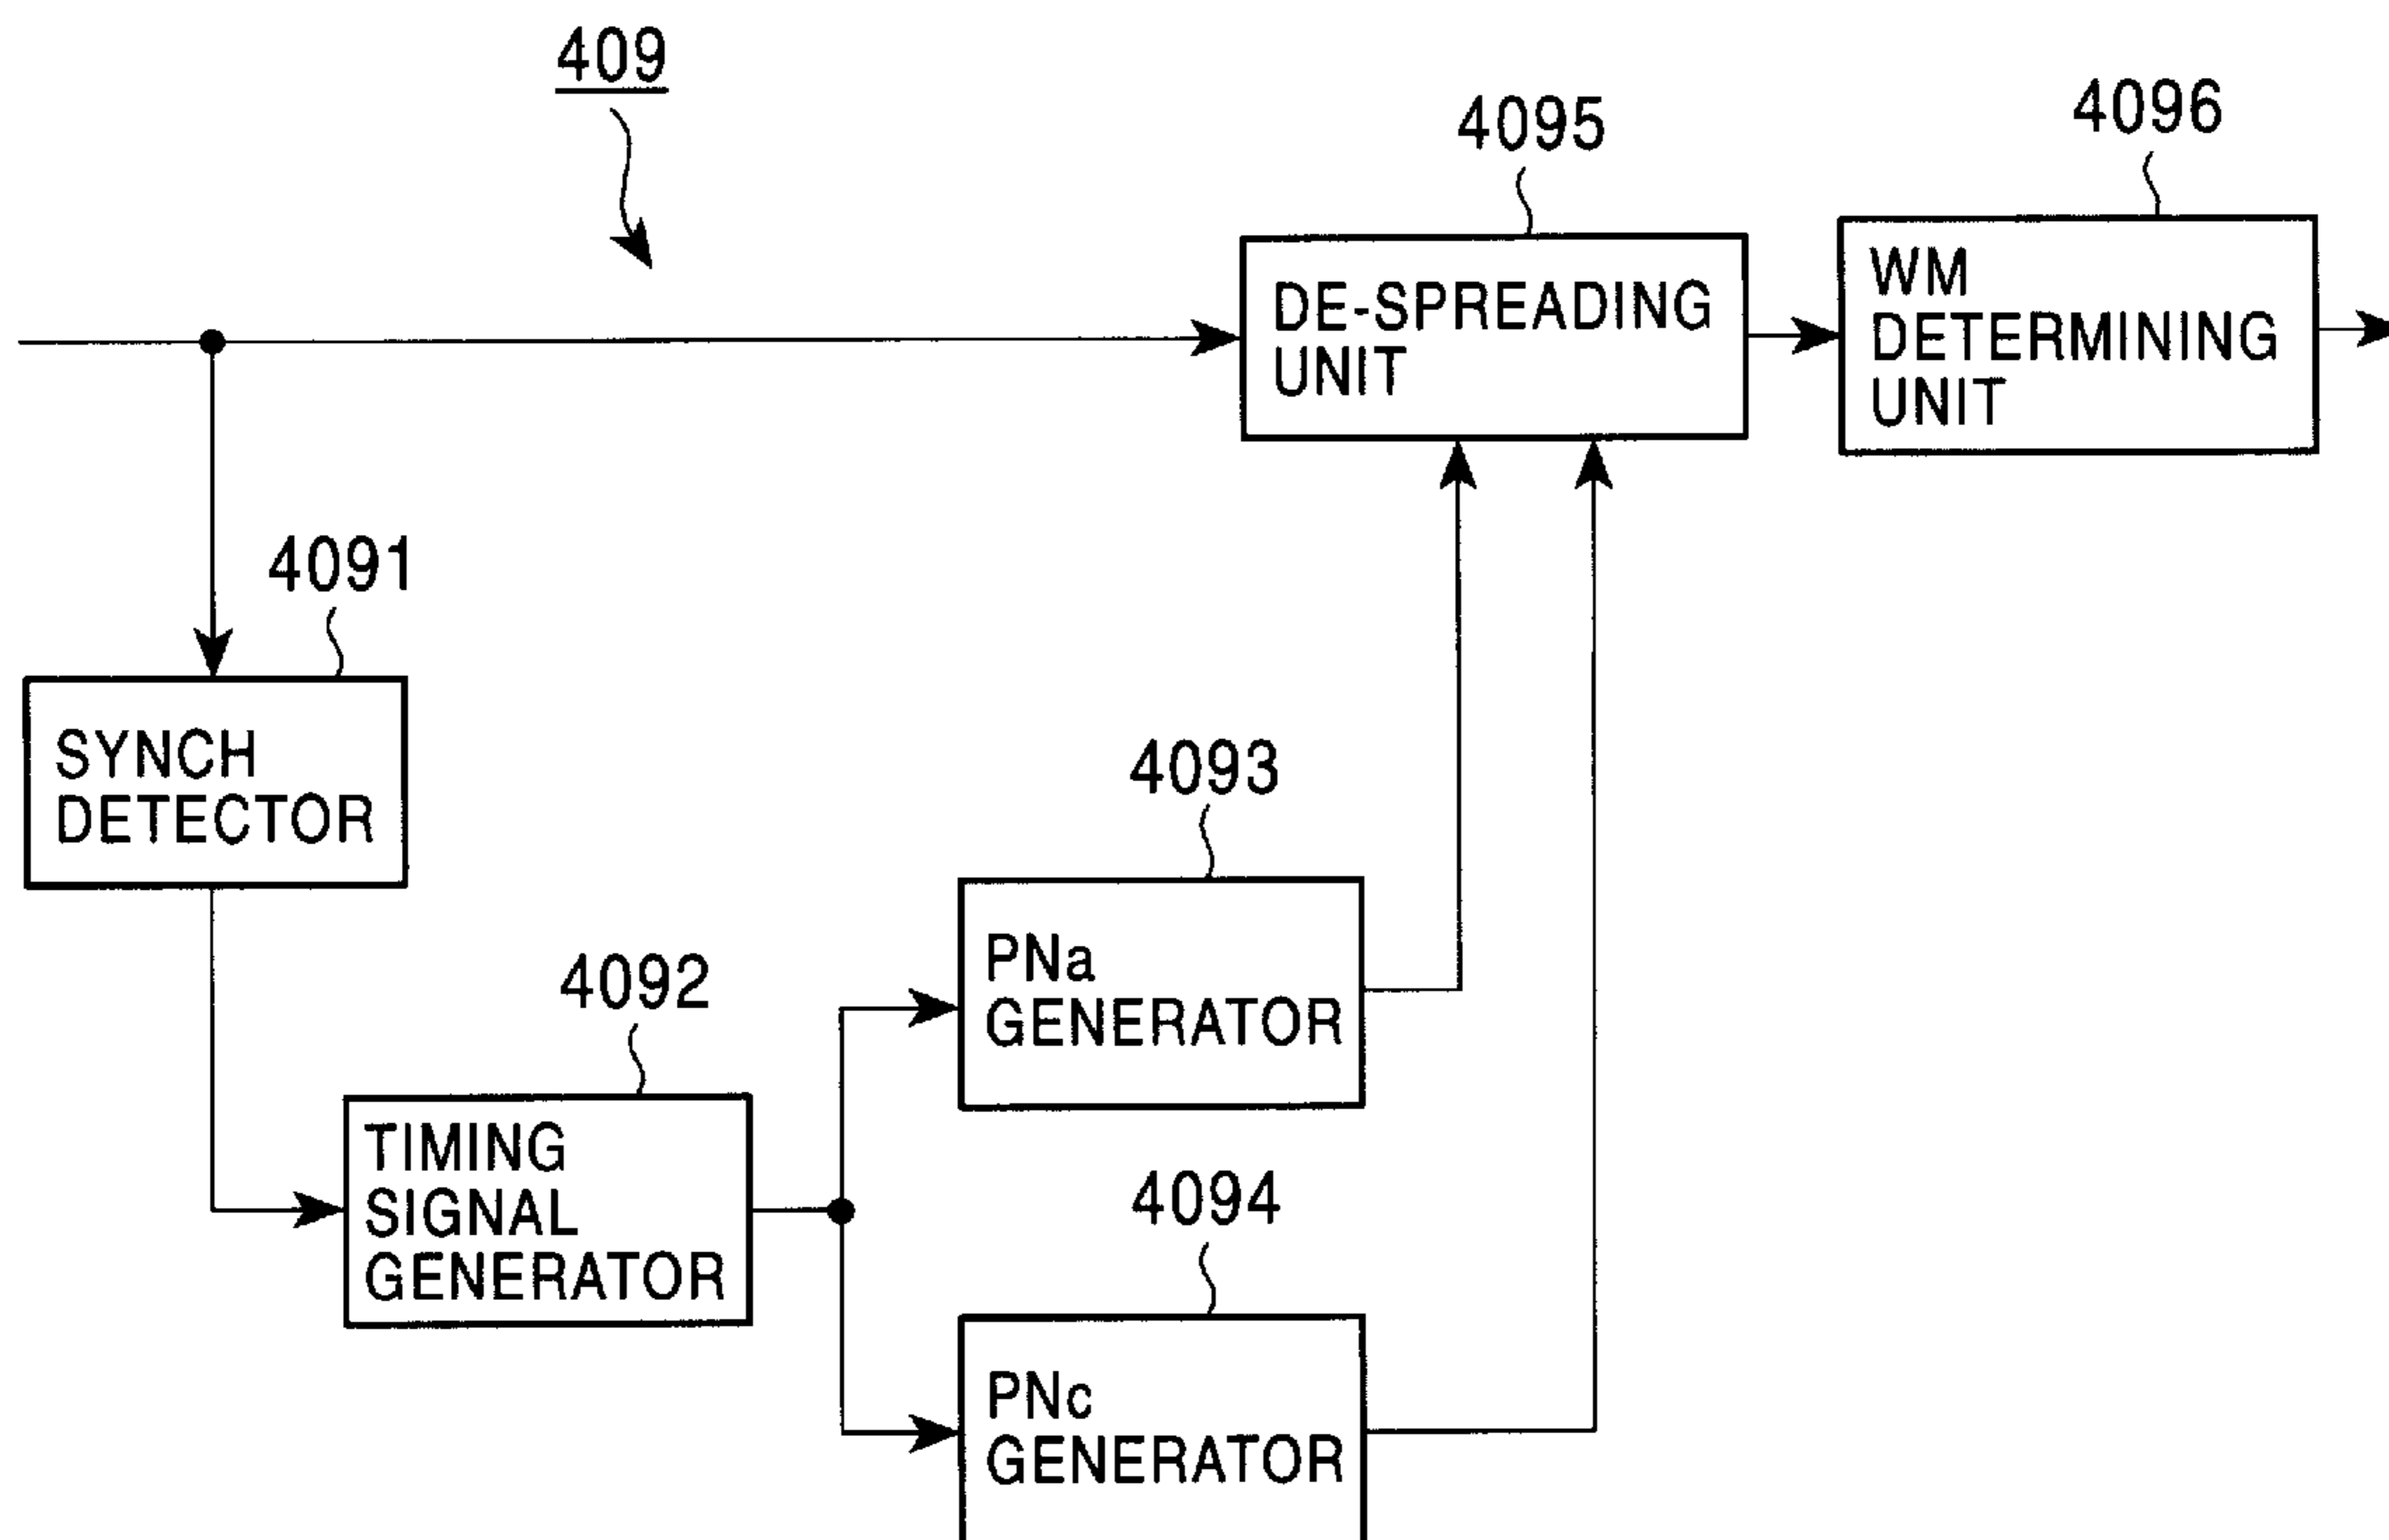 409
4095
4096
DE-SPREADING
UNIT
WM
DETERMINING
UNIT
4091
SYNCH
DETECTOR
4093
PNa
GENERATOR
4092
TIMING
SIGNAL
GENERATOR
4094
PNc
GENERATOR